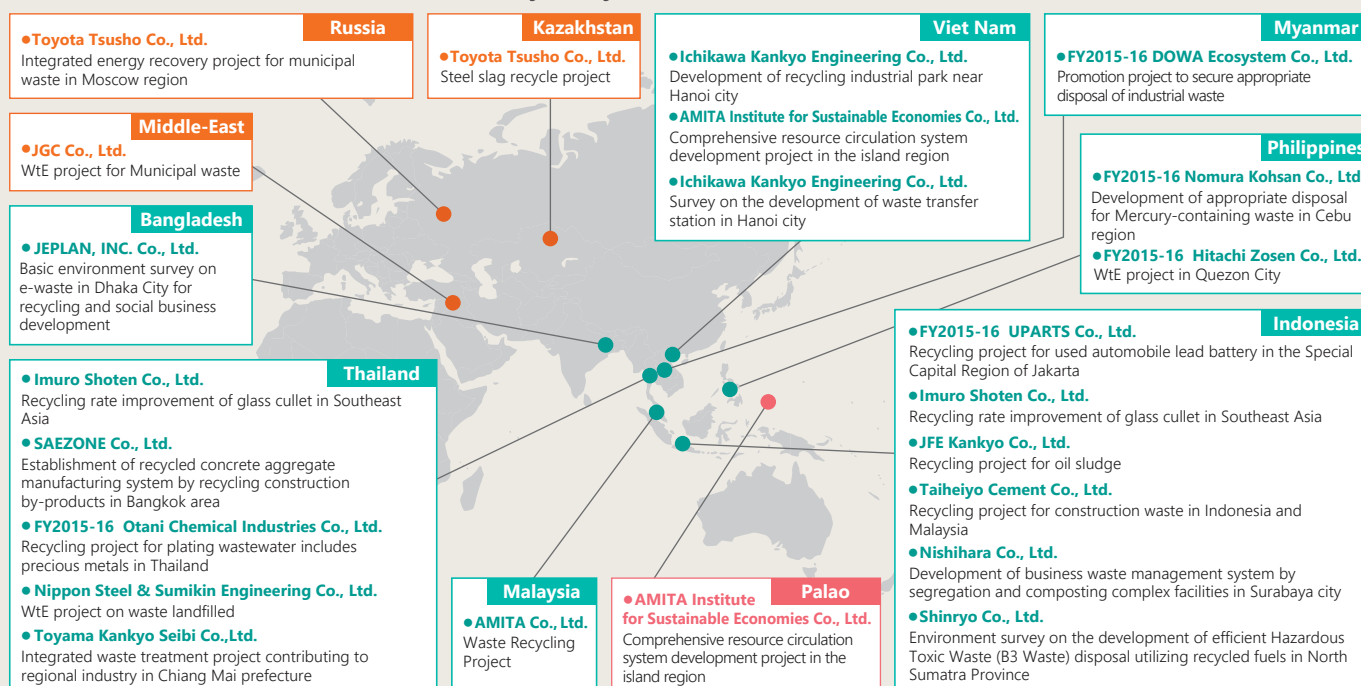 Russia
●Toyota Tsusho Co., Ltd.
Integrated energy recovery project for municipal
waste in Moscow region
Kazakhstan
●Toyota Tsusho Co., Ltd.
Steel slag recycle project
Viet Nam
●Ichikawa Kankyo Engineering Co., Ltd.
Development of recycling industrial park near
Hanoi city
●AMITA Institute for Sustainable Economies Co., Ltd.
Comprehensive resource circulation system
development project in the island region
●Ichikawa Kankyo Engineering Co., Ltd.
Survey on the development of waste transfer
station in Hanoi city
Myanmar
●FY2015-16 DOWA Ecosystem Co., Ltd.
Promotion project to secure appropriate
disposal of industrial waste
Middle-East
●JGC Co., Ltd.
WtE project for Municipal waste
Philippines
●FY2015-16 Nomura Kohsan Co., Ltd
Development of appropriate disposal
for Mercury-containing waste in Cebu
region
●FY2015-16 Hitachi Zosen Co., Ltd.
WtE project in Quezon City
Bangladesh
● JEPLAN, INC. Co., Ltd.
Basic environment survey on
e-waste in Dhaka City for
recycling and social business
development
Indonesia
●FY2015-16 UPARTS Co., Ltd.
Recycling project for used automobile lead battery in the Special
Capital Region of Jakarta
●Imuro Shoten Co., Ltd.
Recycling rate improvement of glass cullet in Southeast Asia
●JFE Kankyo Co., Ltd.
Recycling project for oil sludge
●Taiheiyo Cement Co., Ltd.
Recycling project for construction waste in Indonesia and
Malaysia
●Nishihara Co., Ltd.
Development of business waste management system by
segregation and composting complex facilities in Surabaya city
●Shinryo Co., Ltd.
Environment survey on the development of efficient Hazardous
Toxic Waste (B3 Waste) disposal utilizing recycled fuels in North
Sumatra Province
Thailand
● Imuro Shoten Co., Ltd.
Recycling rate improvement of glass cullet in Southeast
Asia
● SAEZONE Co., Ltd.
Establishment of recycled concrete aggregate
manufacturing system by recycling construction
by-products in Bangkok area
● FY2015-16 Otani Chemical Industries Co., Ltd.
Recycling project for plating wastewater includes
precious metals in Thailand
● Nippon Steel & Sumikin Engineering Co., Ltd.
WtE project on waste landfilled
● Toyama Kankyo Seibi Co.,Ltd.
Integrated waste treatment project contributing to
regional industry in Chiang Mai prefecture
Malaysia
● AMITA Co., Ltd.
Waste Recycling
Project
Palao
●AMITA Institute
for Sustainable Economies Co., Ltd.
Comprehensive resource circulation
system development project in the
island region